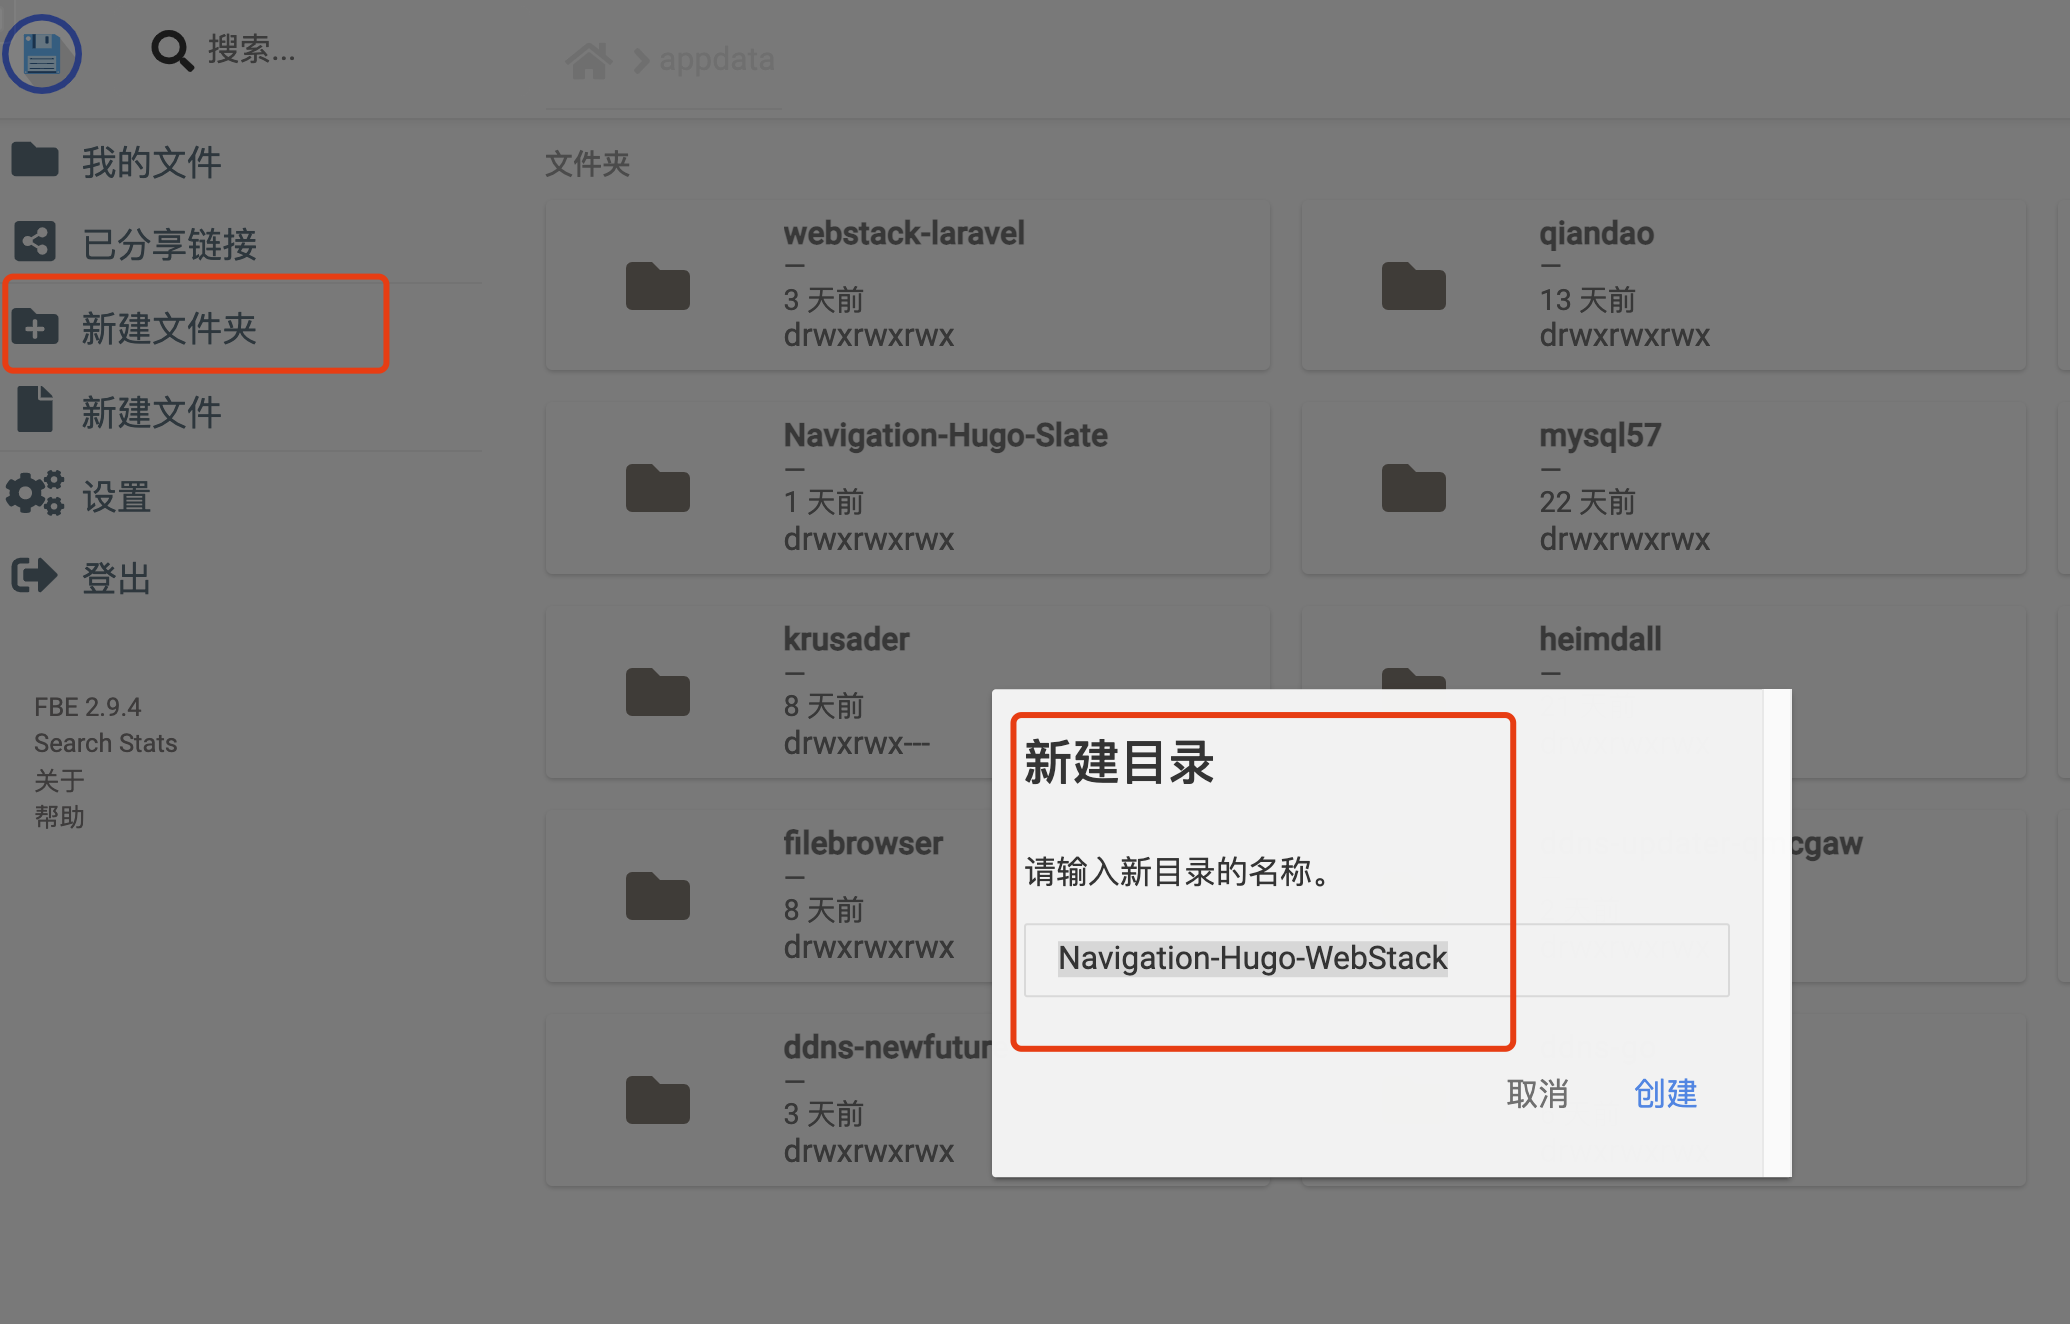 搜索...
appdata
我的文件
已分享链接
新建文件夹
新建文件
设置
登出
FBE 2.9.4
Search Stats
关于
帮助
文件夹
webstack-laravel
—
3 天前
drwxrwxrwx
qiandao
—
13 天前
drwxrwxrwx
Navigation-Hugo-Slate
—
1 天前
drwxrwxrwx
mysql57
—
22 天前
drwxrwxrwx
krusader
—
8 天前
drwxrwx---
heimdall
—
filebrowser
—
8 天前
drwxrwxrwx
cgaw
ddns-newfutur
—
3 天前
drwxrwxrwx
新建目录
请输入新目录的名称。
Navigation-Hugo-WebStack
取消
创建